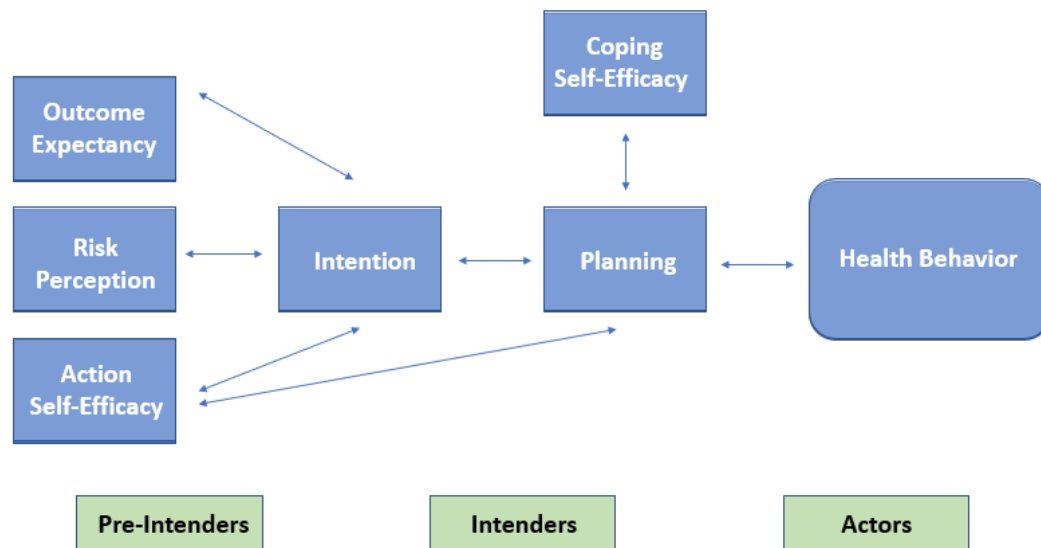 Coping
Self-Efficacy
Outcome
Expectancy
Risk
Perception
Intention
Planning
Health Behavior
Action
Self-Efficacy
Pre-Intenders
Intenders
Actors